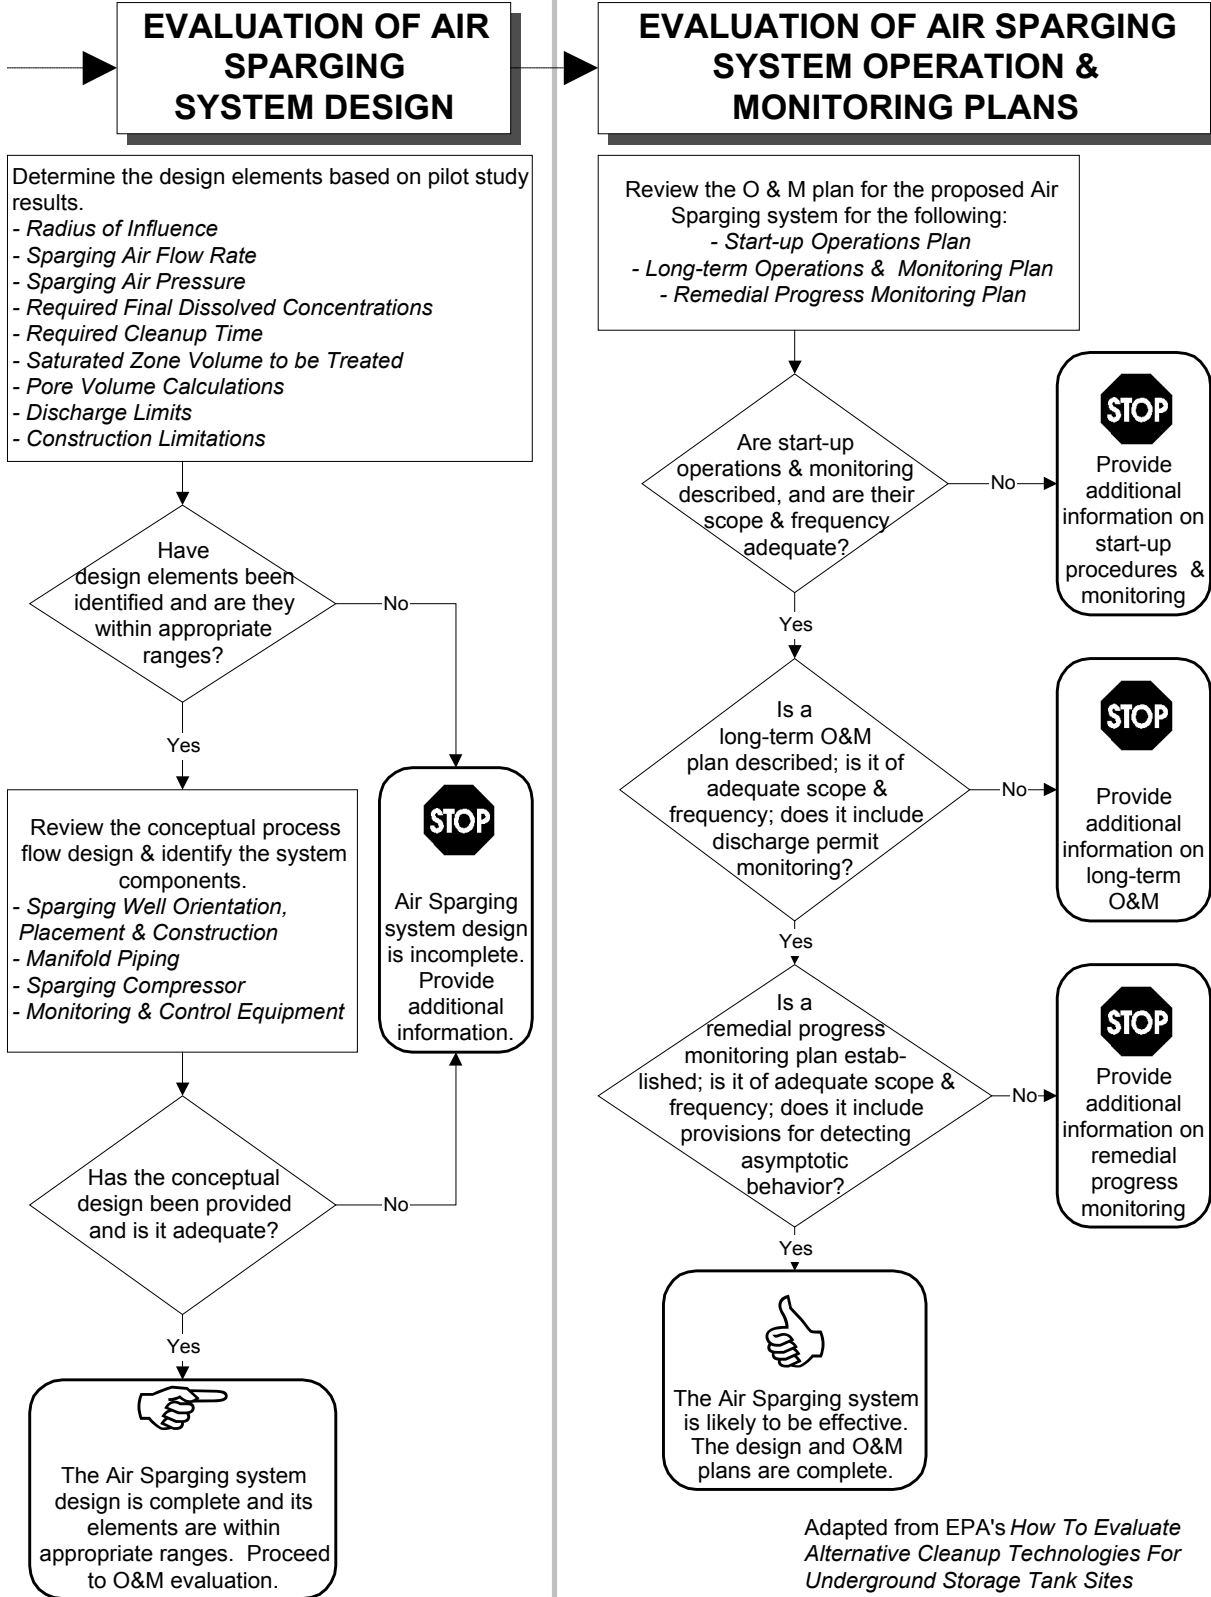 EVALUATION OF AIR
SPARGING
SYSTEM DESIGN
Determine the design elements based on pilot study
results.
- Radius of Influence
- Sparging Air Flow Rate
- Sparging Air Pressure
- Required Final Dissolved Concentrations
- Required Cleanup Time
- Saturated Zone Volume to be Treated
- Pore Volume Calculations
- Discharge Limits
- Construction Limitations
Have
design elements been
identified and are they
within appropriate
ranges?
No
Yes
Review the conceptual process
flow design & identify the system
components.
- Sparging Well Orientation,
Placement & Construction
- Manifold Piping
- Sparging Compressor
- Monitoring & Control Equipment
STOP
Air Sparging
system design
is incomplete.
Provide
additional
information.
Has the conceptual
design been provided
and is it adequate?
No
Yes
The Air Sparging system
design is complete and its
elements are within
appropriate ranges. Proceed
to O&M evaluation.
EVALUATION OF AIR SPARGING
SYSTEM OPERATION &
MONITORING PLANS
Review the O & M plan for the proposed Air
Sparging system for the following:
- Start-up Operations Plan
- Long-term Operations & Monitoring Plan
- Remedial Progress Monitoring Plan
Are start-up
operations & monitoring
described, and are their
scope & frequency
adequate?
No
STOP
Provide
additional
information on
start-up
procedures &
monitoring
Yes
Is a
long-term O&M
plan described; is it of
adequate scope &
frequency; does it include
discharge permit
monitoring?
No
STOP
Provide
additional
information on
long-term
O&M
Yes
Is a
remedial progress
monitoring plan estab-
lished; is it of adequate scope &
frequency; does it include
provisions for detecting
asymptotic
behavior?
No
STOP
Provide
additional
information on
remedial
progress
monitoring
Yes
The Air Sparging system
is likely to be effective.
The design and O&M
plans are complete.
Adapted from EPA's How To Evaluate
Alternative Cleanup Technologies For
Underground Storage Tank Sites